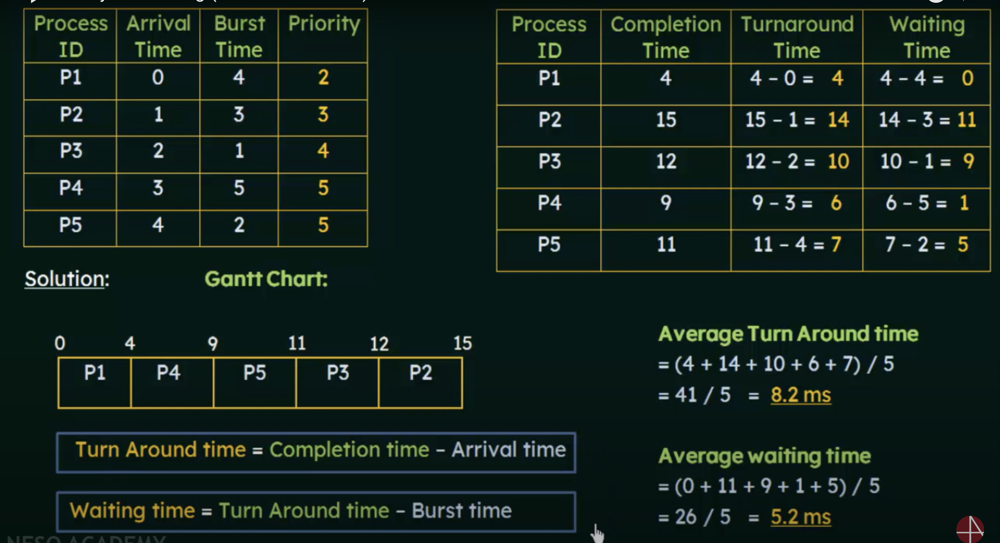 Process ID Arrival Time Burst Time Priority
P1 0 4 2
P2 1 3 3
P3 2 1 4
P4 3 5 5
P5 4 2 5
Process ID Completion Time Turnaround Time Waiting Time
P1 4 4 – 0 = 4 4 – 4 = 0
P2 15 15 – 1 = 14 14 – 3 = 11
P3 12 12 – 2 = 10 10 – 1 = 9
P4 9 9 – 3 = 6 6 – 5 = 1
P5 11 11 – 4 = 7 7 – 2 = 5
Solution: Gantt Chart:
0 4 9 11 12 15
P1 P4 P5 P3 P2
Turn Around time = Completion time – Arrival time
Waiting time = Turn Around time – Burst time
Average Turn Around time
= (4 + 14 + 10 + 6 + 7) / 5
= 41 / 5 = 8.2 ms
Average waiting time
= (0 + 11 + 9 + 1 + 5) / 5
= 26 / 5 = 5.2 ms
NESO ACADEMY